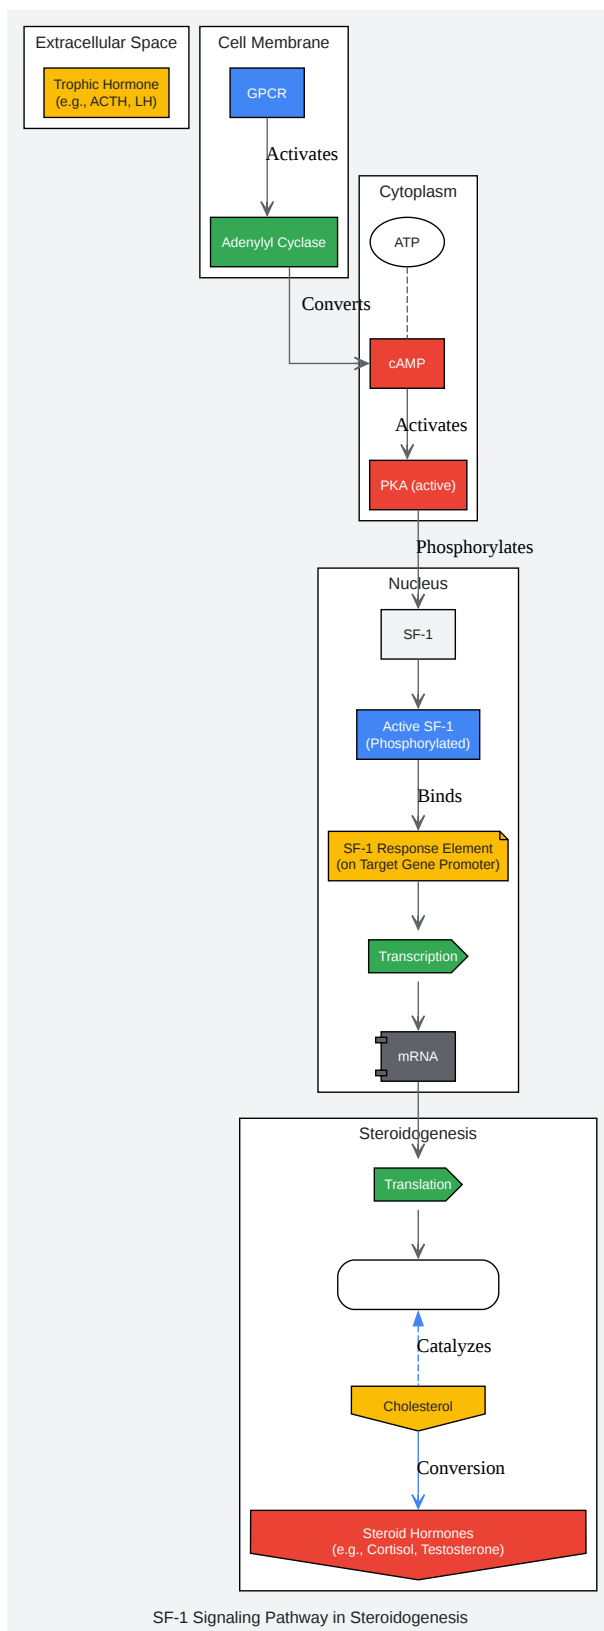 Extracellular Space
Trophic Hormone
(e.g., ACTH, LH)
Cell Membrane
GPCR
Activates
Adenylyl Cyclase
Converts
Cytoplasm
ATP
cAMP
Activates
PKA (active)
Phosphorylates
Nucleus
SF-1
Active SF-1
(Phosphorylated)
Binds
SF-1 Response Element
(on Target Gene Promoter)
Transcription
mRNA
Steroidogenesis
Translation
Catalyzes
Cholesterol
Conversion
Steroid Hormones
(e.g., Cortisol, Testosterone)
SF-1 Signaling Pathway in Steroidogenesis